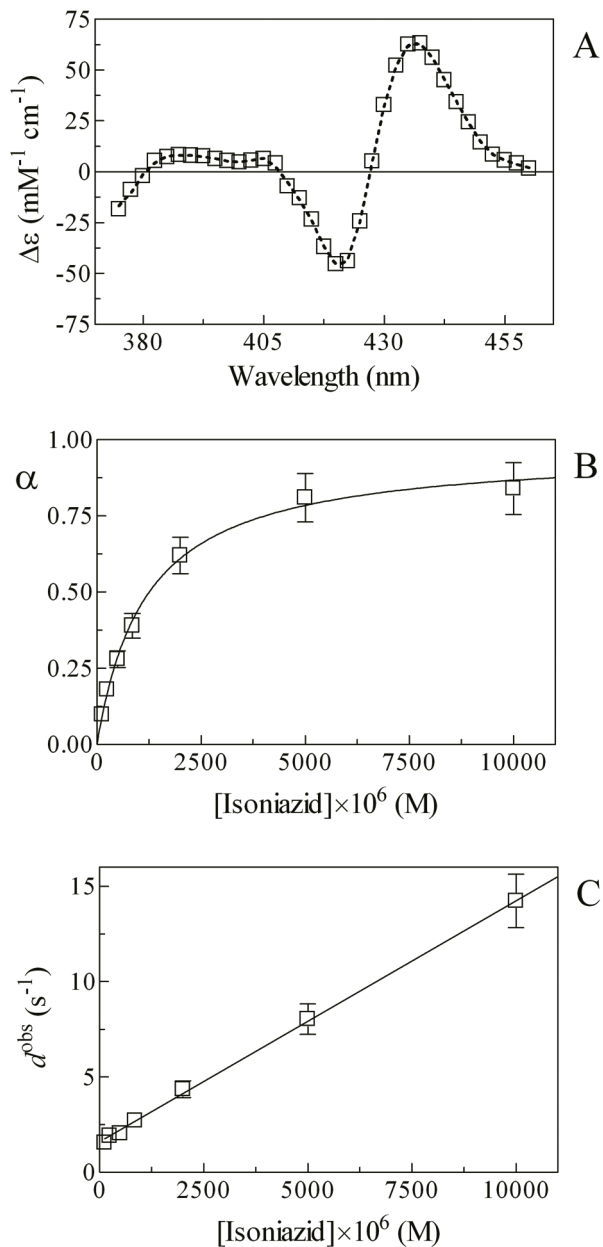 A
75
50
25
0
-25
-50
-75
Δε (mM⁻¹ cm⁻¹)
380 405 430 455
Wavelength (nm)
B
1.00
α
0.75
0.50
0.25
0.00
0 2500 5000 7500 10000
[Isoniazid]×10⁶ (M)
C
15
10
5
0
d^obs (s⁻¹)
0 2500 5000 7500 10000
[Isoniazid]×10⁶ (M)